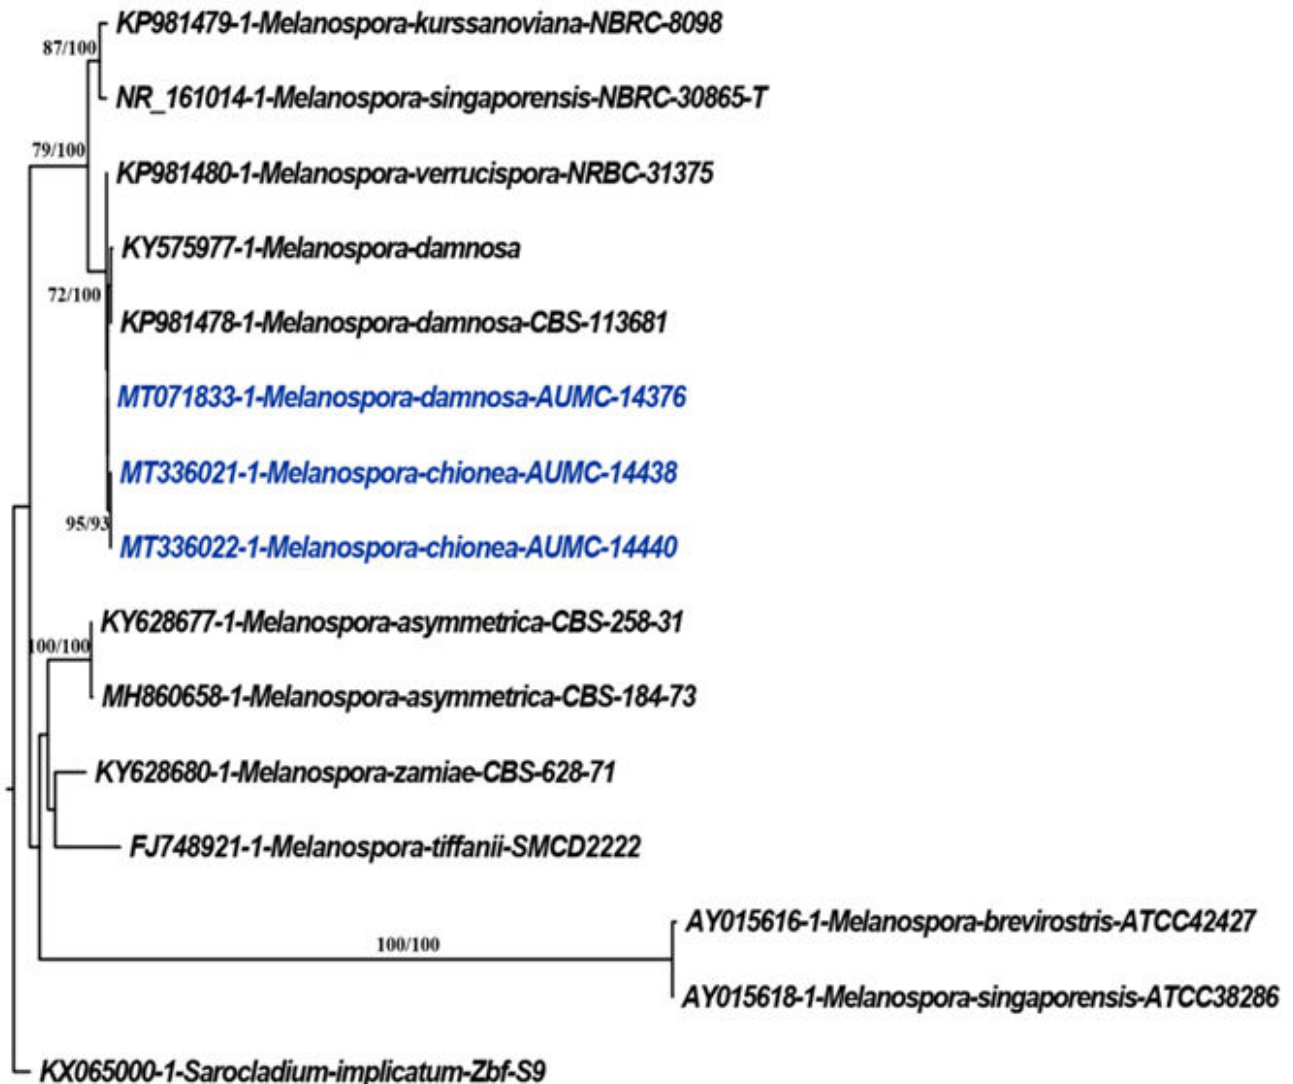 KP981479-1-Melanospora-kurssanoviana-NBRC-8098
87/100
NR_161014-1-Melanospora-singaporensis-NBRC-30865-T
79/100
KP981480-1-Melanospora-verrucispora-NRBC-31375
KY575977-1-Melanospora-damnosa
72/100
KP981478-1-Melanospora-damnosa-CBS-113681
MT071833-1-Melanospora-damnosa-AUMC-14376
MT336021-1-Melanospora-chionea-AUMC-14438
95/93
MT336022-1-Melanospora-chionea-AUMC-14440
KY628677-1-Melanospora-asymmetrica-CBS-258-31
100/100
MH860658-1-Melanospora-asymmetrica-CBS-184-73
KY628680-1-Melanospora-zamiae-CBS-628-71
FJ748921-1-Melanospora-tiffanii-SMCD2222
AY015616-1-Melanospora-brevirostris-ATCC42427
100/100
AY015618-1-Melanospora-singaporensis-ATCC38286
KX065000-1-Sarocladium-implicatum-Zbf-S9